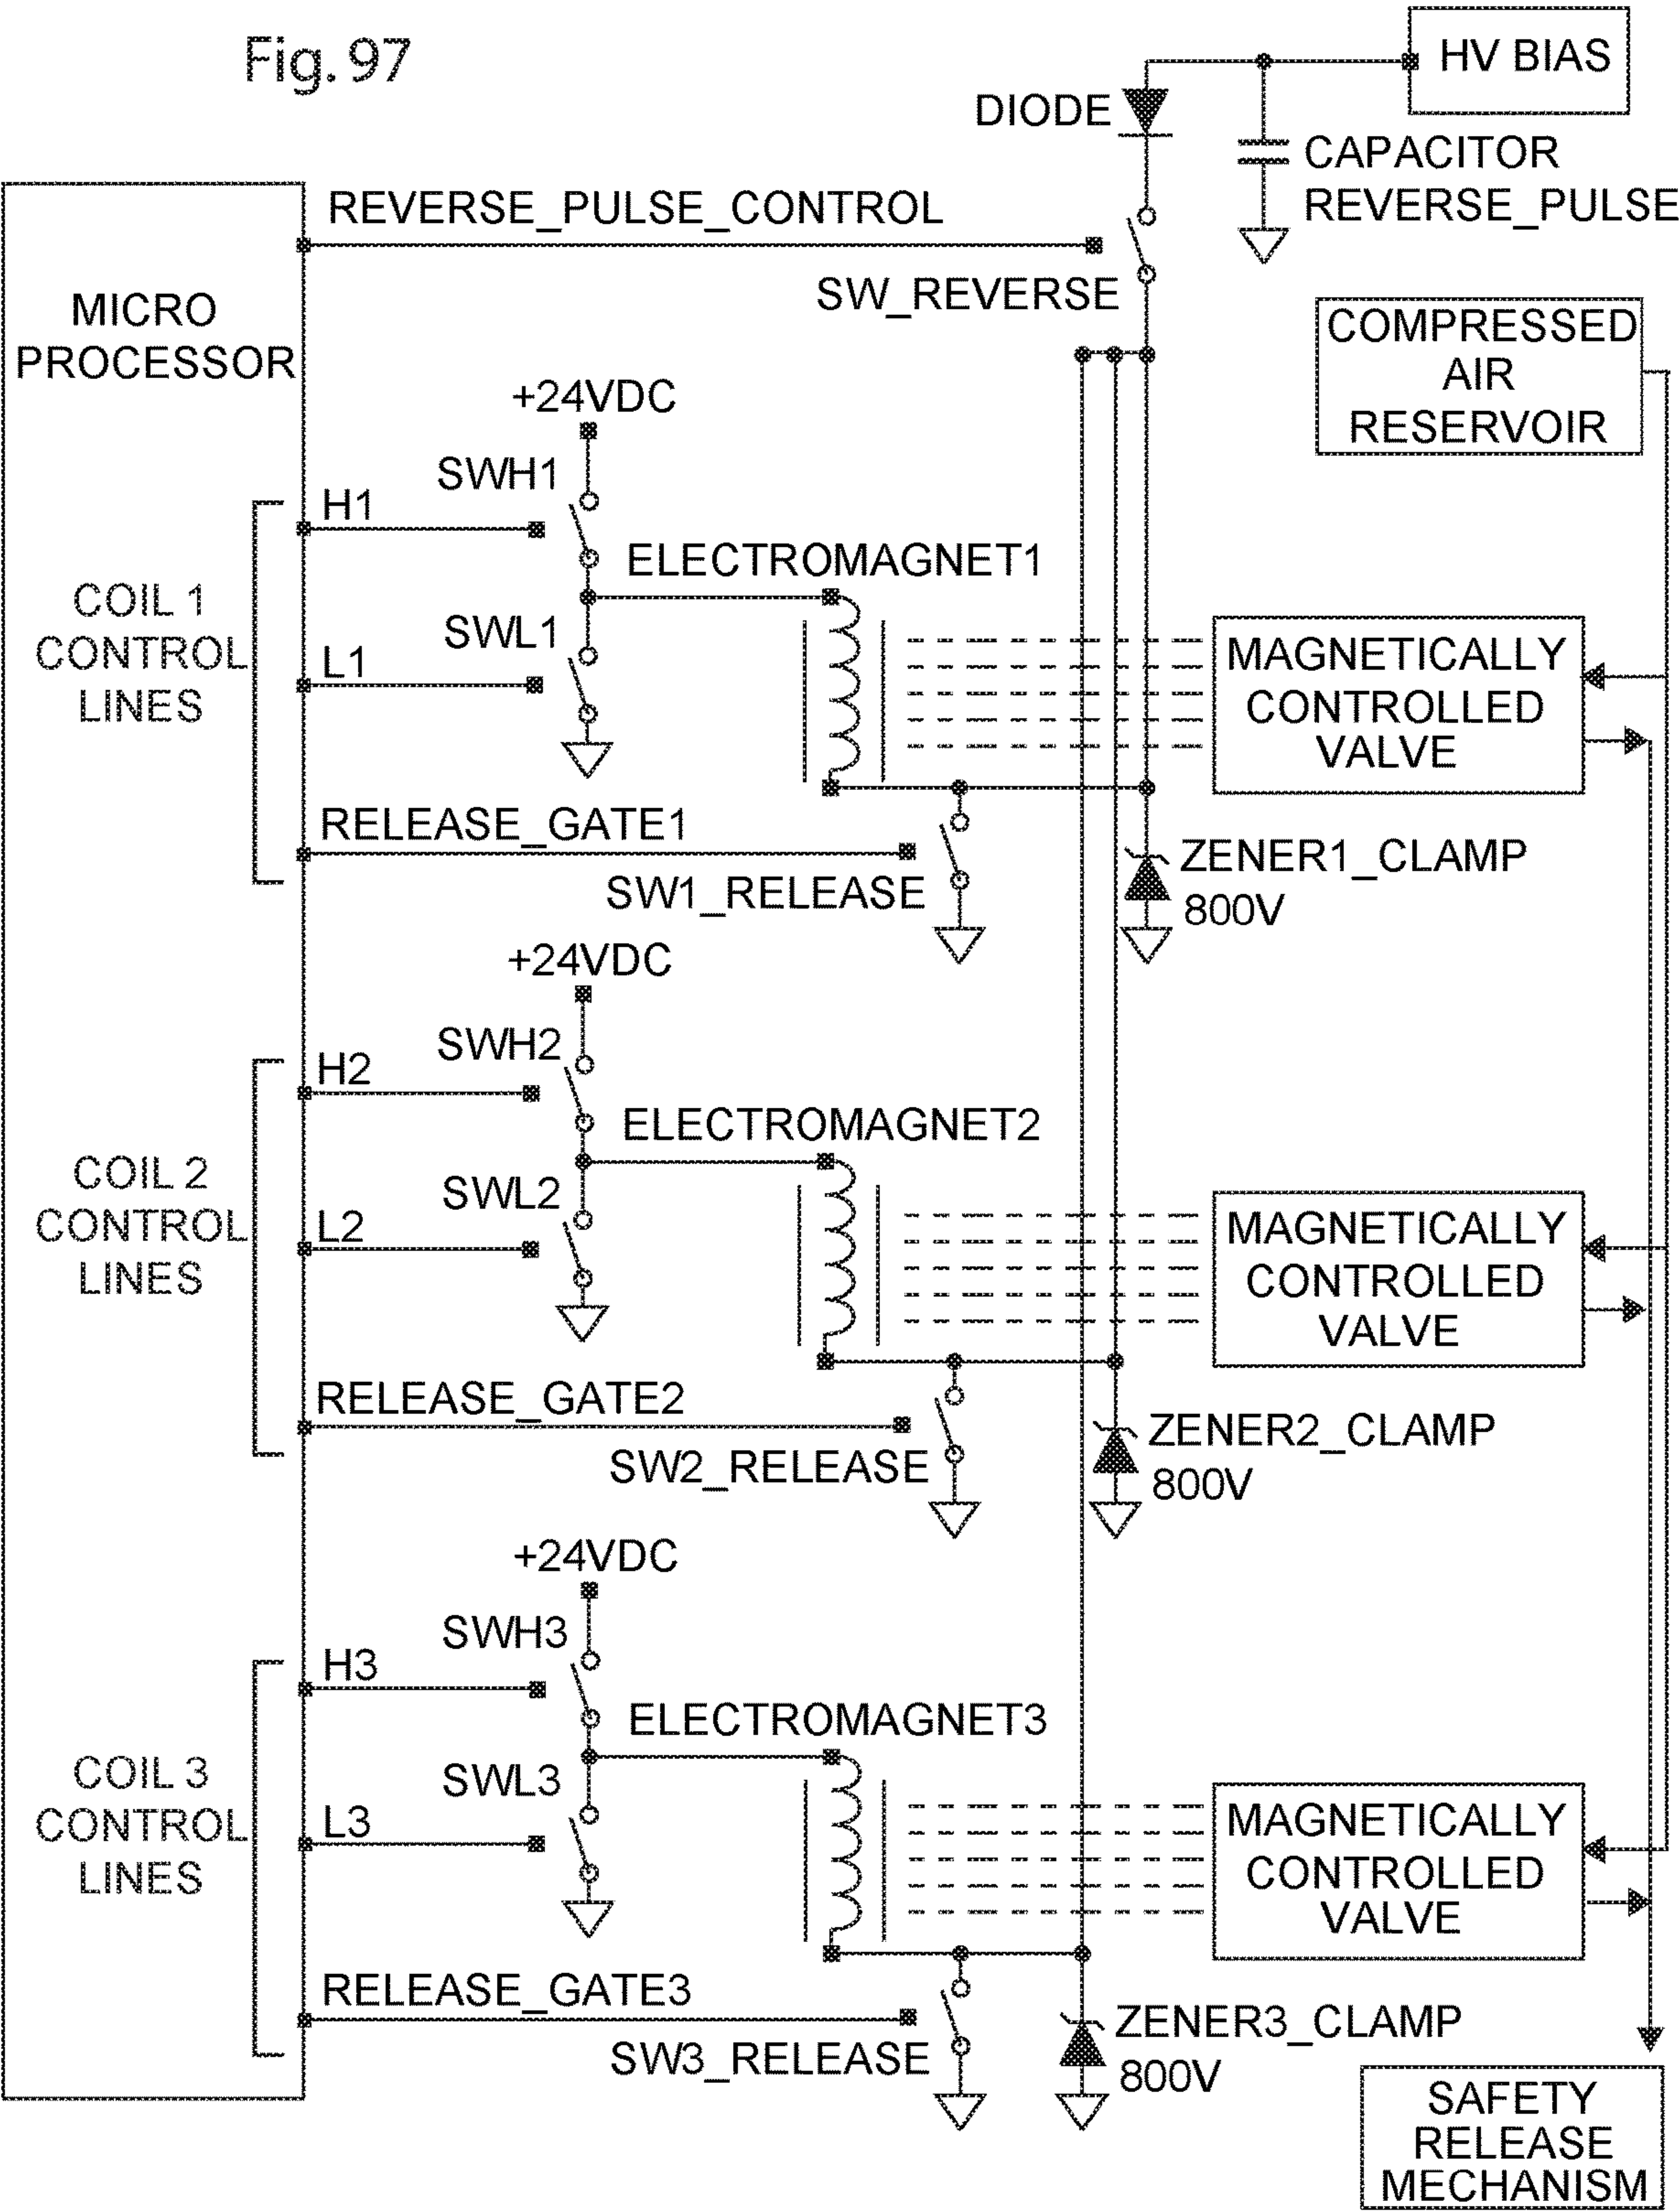 Fig. 97
HV BIAS
DIODE
CAPACITOR
REVERSE_PULSE
REVERSE_PULSE_CONTROL
SW_REVERSE
MICRO
PROCESSOR
COMPRESSED
AIR
RESERVOIR
+24VDC
SWH1
H1
ELECTROMAGNET1
COIL 1
CONTROL
LINES
SWL1
L1
MAGNETICALLY
CONTROLLED
VALVE
RELEASE_GATE1
SW1_RELEASE
ZENER1_CLAMP
800V
+24VDC
SWH2
H2
ELECTROMAGNET2
COIL 2
CONTROL
LINES
SWL2
L2
MAGNETICALLY
CONTROLLED
VALVE
RELEASE_GATE2
SW2_RELEASE
ZENER2_CLAMP
800V
+24VDC
SWH3
H3
ELECTROMAGNET3
COIL 3
CONTROL
LINES
SWL3
L3
MAGNETICALLY
CONTROLLED
VALVE
RELEASE_GATE3
SW3_RELEASE
ZENER3_CLAMP
800V
SAFETY
RELEASE
MECHANISM